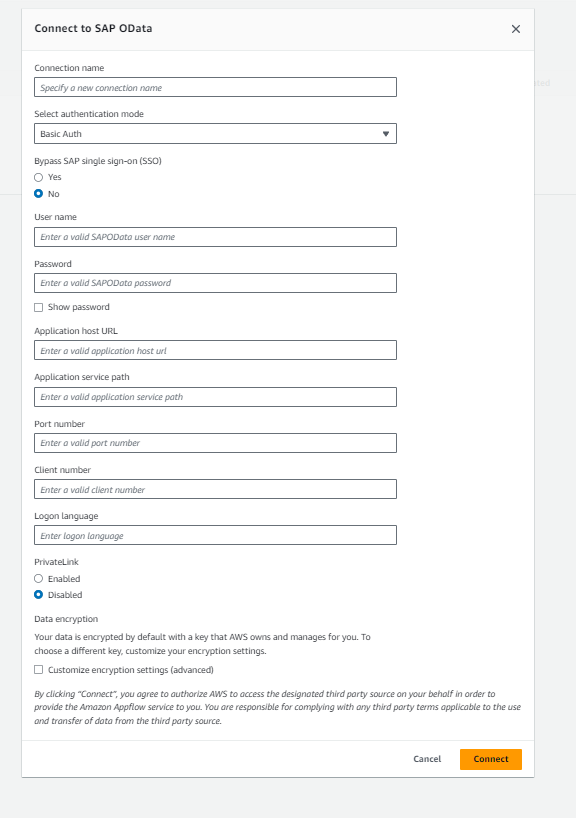 Connect to SAP OData
Connection name
Specify a new connection name
Select authentication mode
Basic Auth
Bypass SAP single sign-on (SSO)
Yes
No
User name
Enter a valid SAPOData user name
Password
Enter a valid SAPOData password
Show password
Application host URL
Enter a valid application host url
Application service path
Enter a valid application service path
Port number
Enter a valid port number
Client number
Enter a valid client number
Logon language
Enter logon language
PrivateLink
Enabled
Disabled
Data encryption
Your data is encrypted by default with a key that AWS owns and manages for you. To
choose a different key, customize your encryption settings.
Customize encryption settings (advanced)
By clicking "Connect", you agree to authorize AWS to access the designated third party source on your behalf in order to
provide the Amazon Appflow service to you. You are responsible for complying with any third party terms applicable to the use
and transfer of data from the third party source.
Cancel
Connect